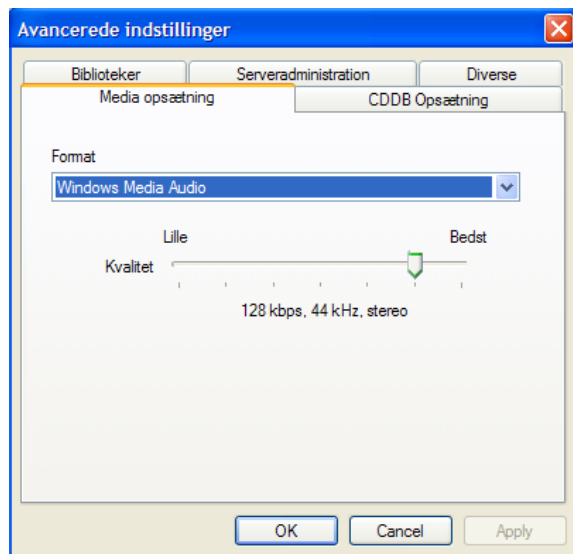 Avancerede indstillinger
Biblioteker Serveradministration Diverse
Media opsætning CDDB Opsætning
Format
Windows Media Audio
Lille Bedst
Kvalitet
128 kbps, 44 kHz, stereo
OK Cancel Apply